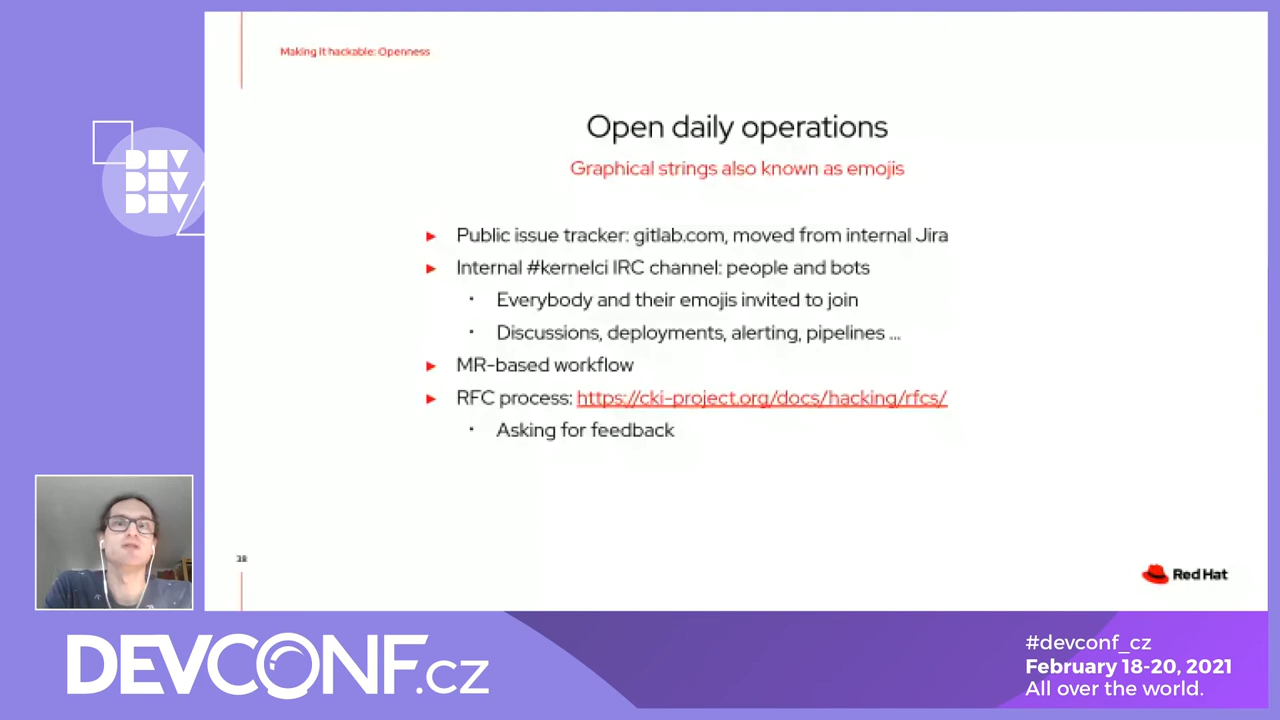 Making it hackable: Openness
Open daily operations
Graphical strings also known as emojis
► Public issue tracker: gitlab.com, moved from internal Jira
► Internal #kernelci IRC channel: people and bots
· Everybody and their emojis invited to join
· Discussions, deployments, alerting, pipelines ...
► MR-based workflow
► RFC process: https://cki-project.org/docs/hacking/rfcs/
· Asking for feedback
38
Red Hat
DEV
DEV
DEV
DEVCONF.cz
#devconf_cz
February 18-20, 2021
All over the world.